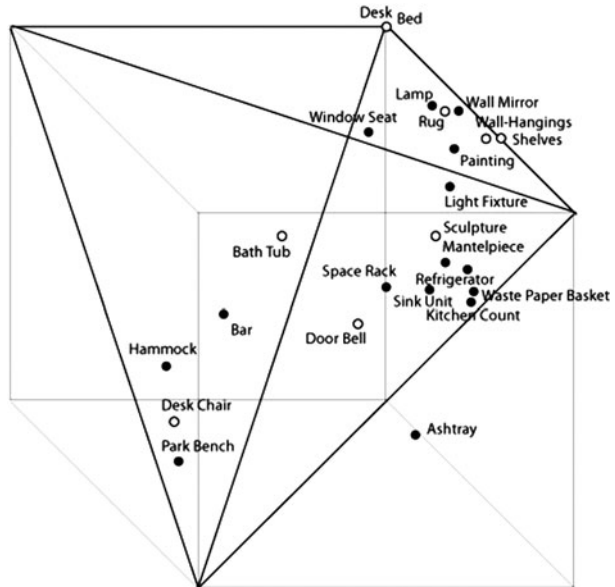 Desk Bed
Lamp
Wall Mirror
Window Seat
Rug
Wall-Hangings
Shelves
Painting
Light Fixture
Sculpture
Bath Tub
Mantelpiece
Space Rack
Refrigerator
Sink Unit
Waste Paper Basket
Kitchen Count
Bar
Door Bell
Hammock
Desk Chair
Ashtray
Park Bench